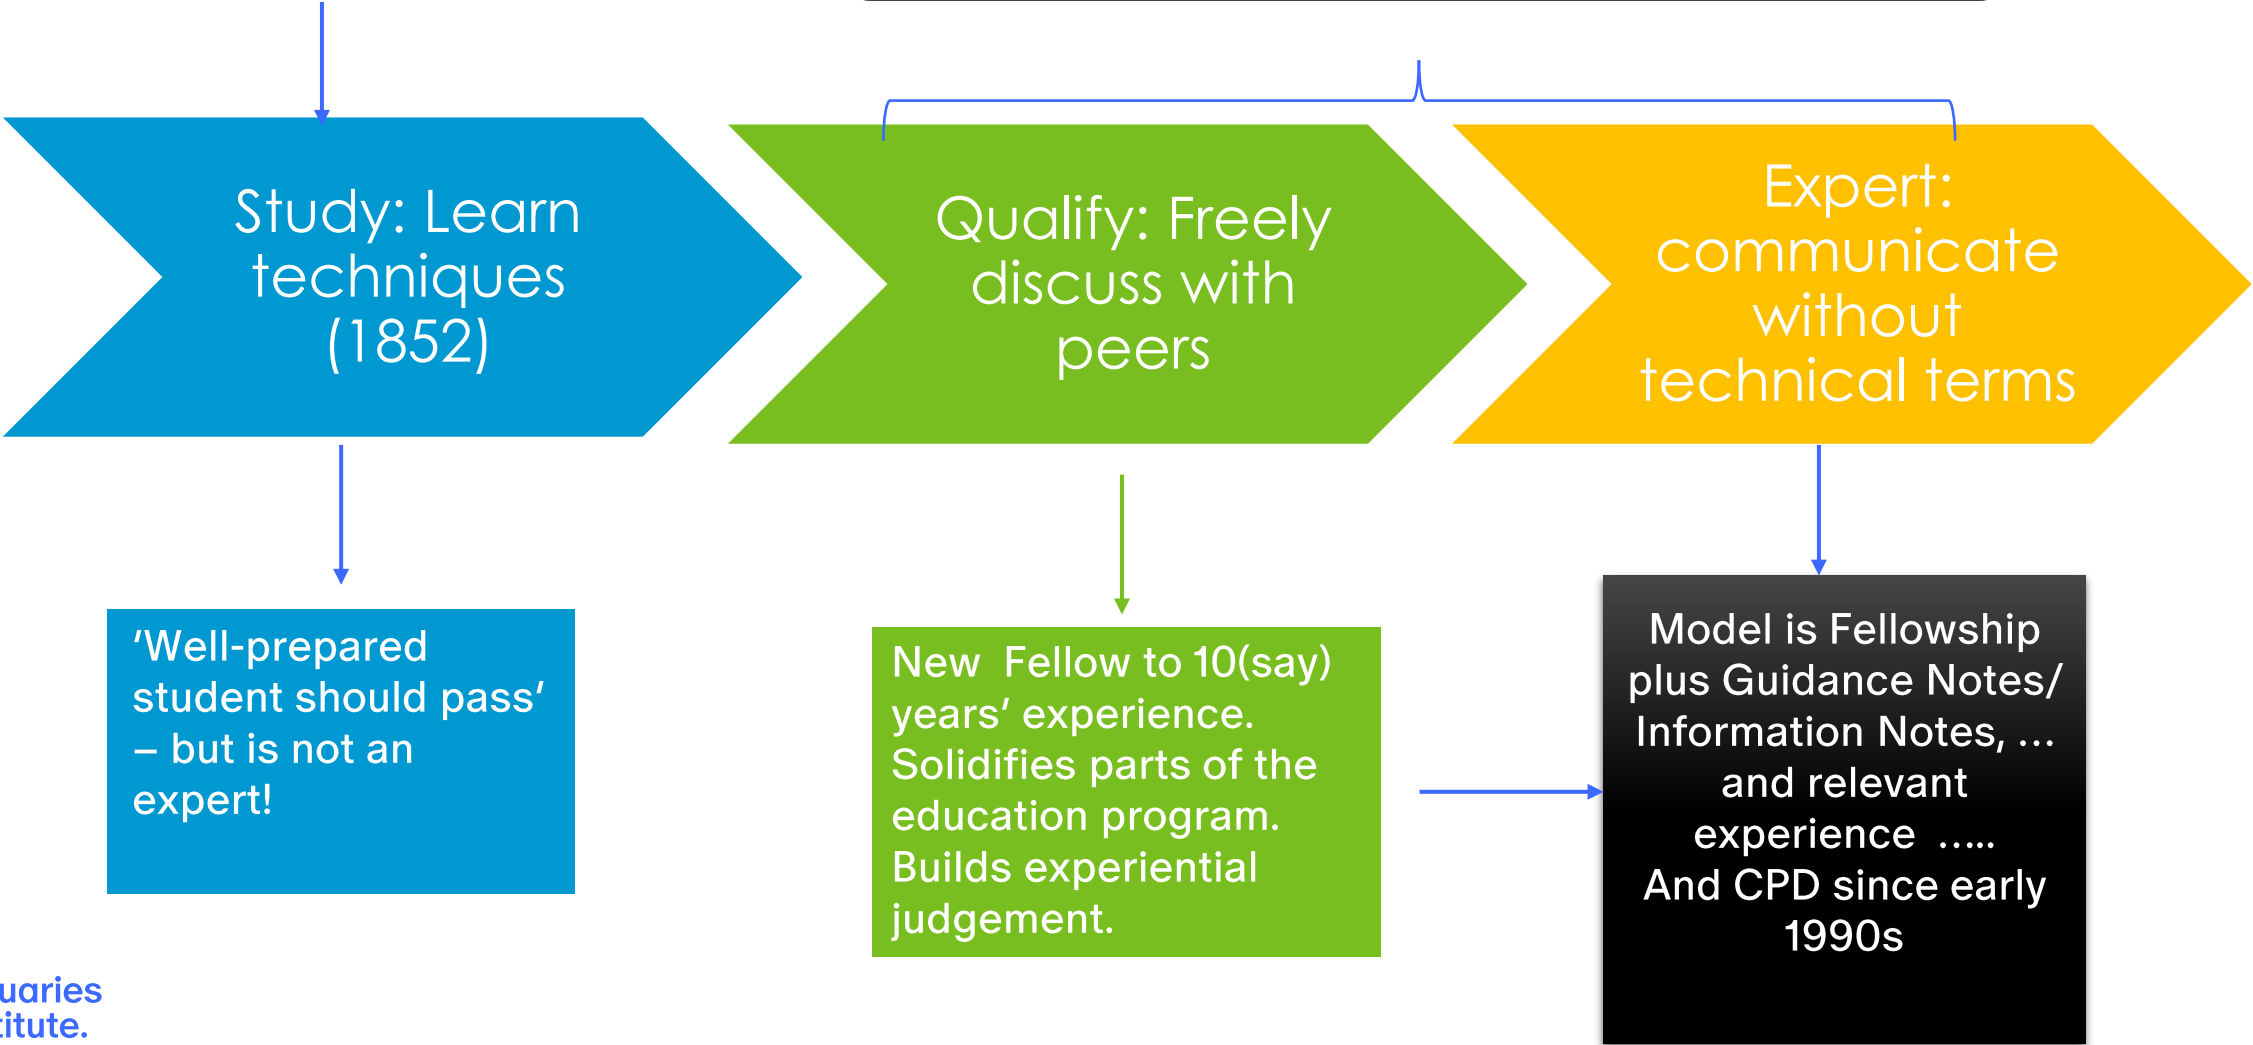 Study: Learn
techniques
(1852)
Qualify: Freely
discuss with
peers
Expert:
communicate
without
technical terms
‘Well-prepared
student should pass‘
– but is not an
expert!
New  Fellow to 10(say)
years‘ experience.
Solidifies parts of the
education program.
Builds experiential
judgement.
Model is Fellowship
plus Guidance Notes/
Information Notes, …
and relevant
experience  …..
And CPD since early
1990s
uaries
titute.